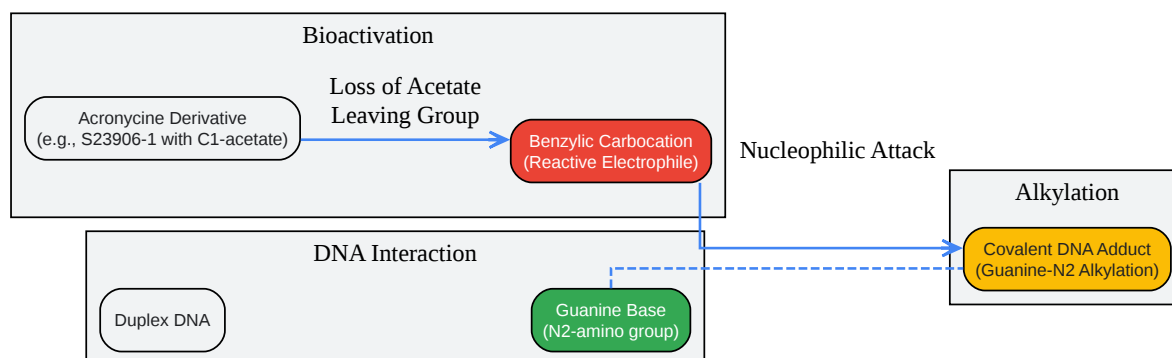 Bioactivation
Loss of Acetate
Leaving Group
Acronycine Derivative
(e.g., S23906-1 with C1-acetate)
Benzylic Carbocation
(Reactive Electrophile)
Nucleophilic Attack
Alkylation
Covalent DNA Adduct
(Guanine-N2 Alkylation)
DNA Interaction
Duplex DNA
Guanine Base
(N2-amino group)